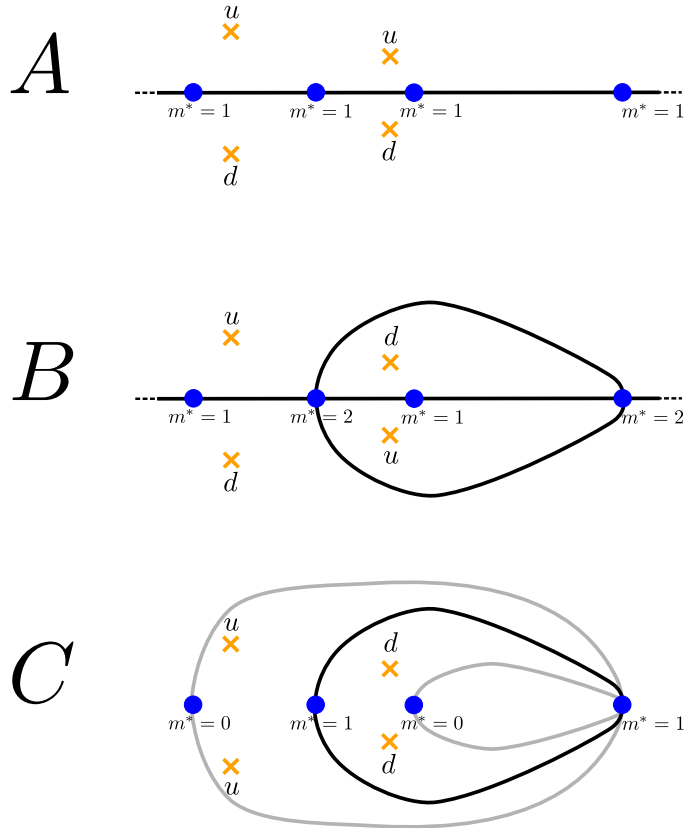 A
u
u
m* = 1
m* = 1
m* = 1
m* = 1
d
d
B
u
d
m* = 1
m* = 2
m* = 1
m* = 2
u
d
C
u
d
m* = 0
m* = 1
m* = 0
m* = 1
d
u